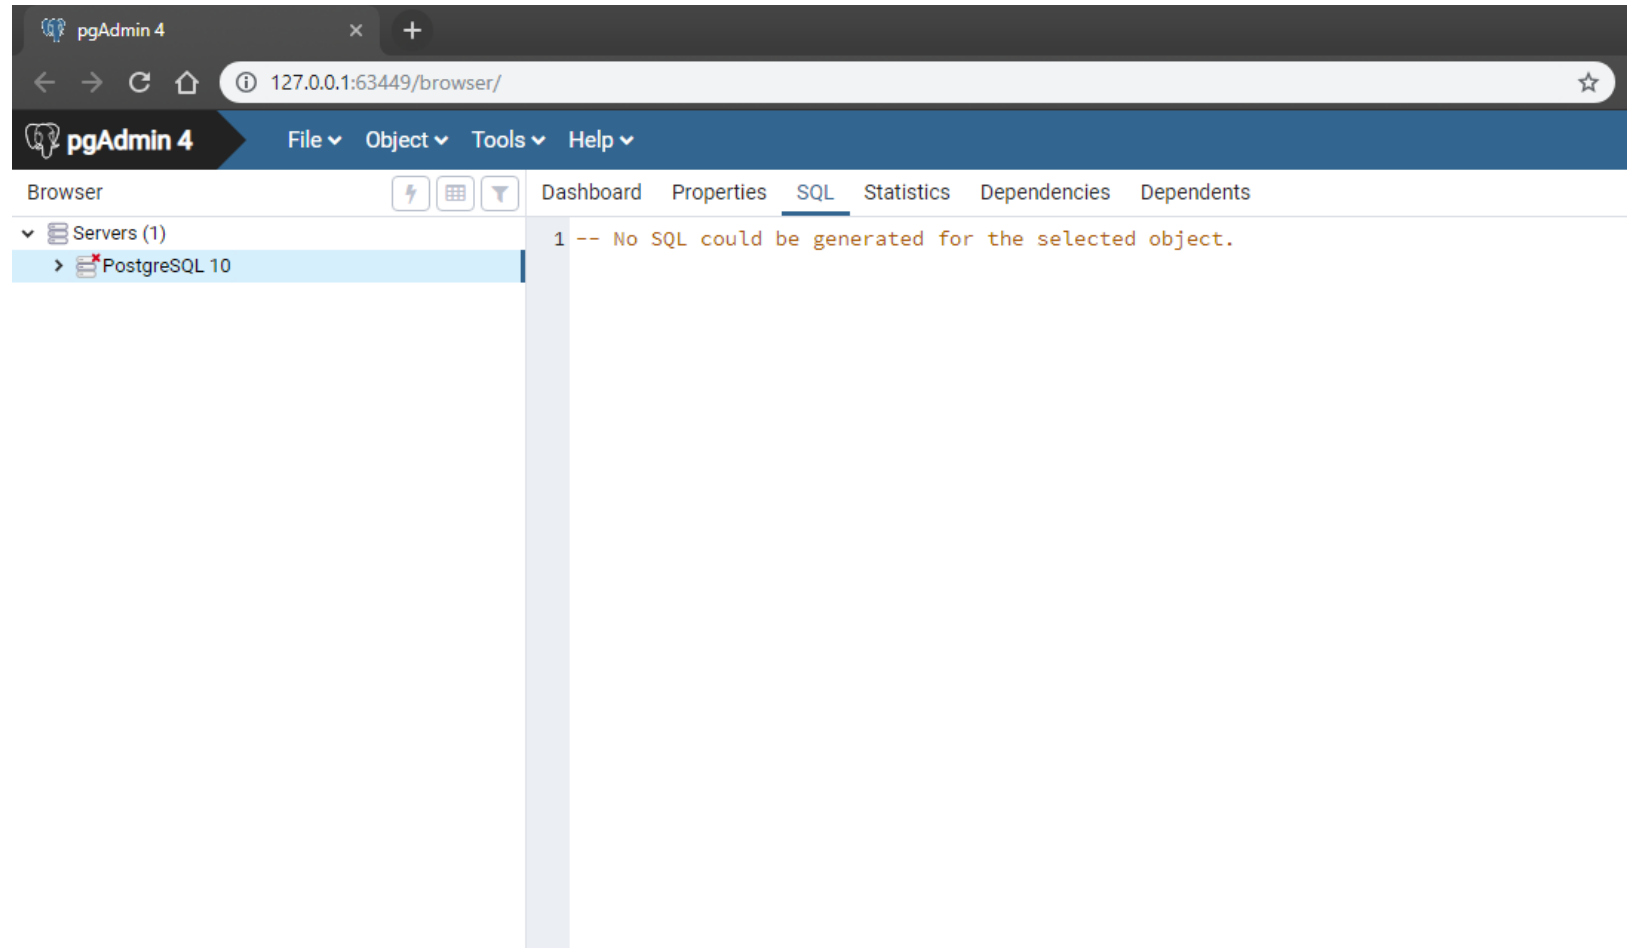 pgAdmin 4
127.0.0.1:63449/browser/
pgAdmin 4 File Object Tools Help
Browser Dashboard Properties SQL Statistics Dependencies Dependents
Servers (1)
1 -- No SQL could be generated for the selected object.
PostgreSQL 10